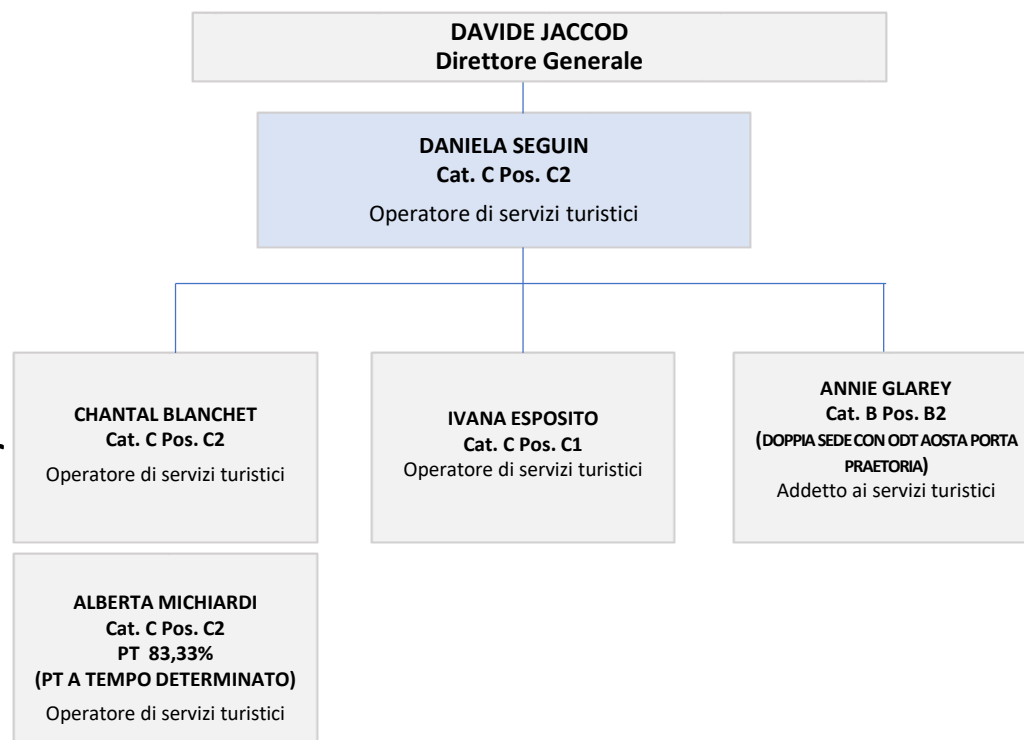 DAVIDE JACCOD
Direttore Generale
DANIELA SEGUIN
Cat. C Pos. C2
Operatore di servizi turistici
CHANTAL BLANCHET
Cat. C Pos. C2
Operatore di servizi turistici
IVANA ESPOSITO
Cat. C Pos. C1
Operatore di servizi turistici
ANNIE GLAREY
Cat. B Pos. B2
(DOPPIA SEDE CON ODT AOSTA PORTA
PRAETORIA)
Addetto ai servizi turistici
ALBERTA MICHIARDI
Cat. C Pos. C2
PT 83,33%
(PT A TEMPO DETERMINATO)
Operatore di servizi turistici